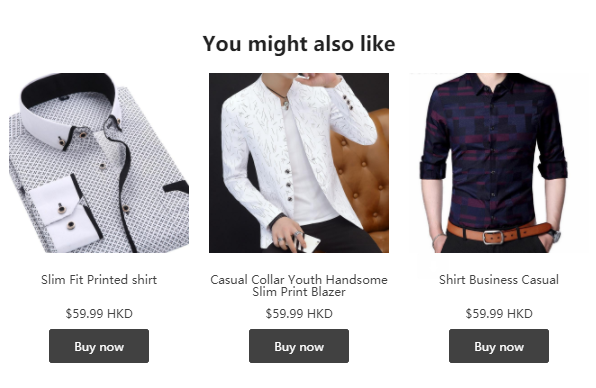 You might also like
Slim Fit Printed shirt
$59.99 HKD
Buy now
Casual Collar Youth Handsome
Slim Print Blazer
$59.99 HKD
Buy now
Shirt Business Casual
$59.99 HKD
Buy now